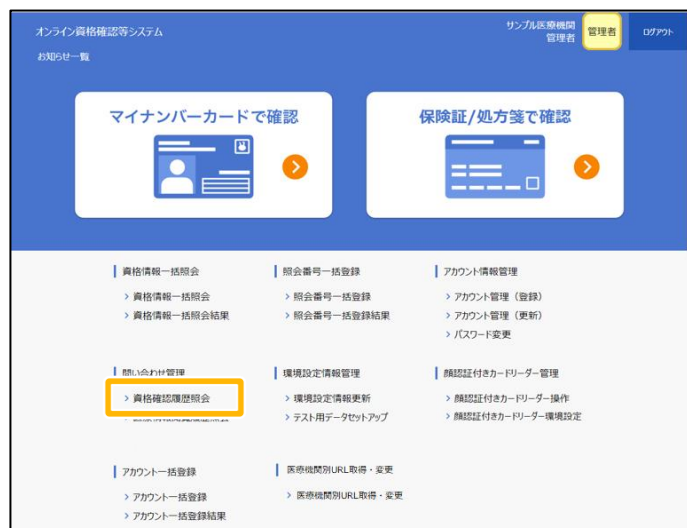 オンライン資格確認等システム
サンプル医療機関
管理者
管理者
ログアウト
お知らせ一覧
マイナンバーカードで確認
保険証/処方箋で確認
資格情報一括照会
照会番号一括登録
アカウント情報管理
資格情報一括照会
照会番号一括登録
アカウント管理（登録）
資格情報一括照会結果
照会番号一括登録結果
アカウント管理（更新）
パスワード変更
問い合わせ管理
環境設定情報管理
顔認証付きカードリーダー管理
資格確認履歴照会
環境設定情報更新
顔認証付きカードリーダー操作
テスト用データセットアップ
顔認証付きカードリーダー環境設定
アカウント一括登録
医療機関別URL取得・変更
アカウント一括登録
医療機関別URL取得・変更
アカウント一括登録結果